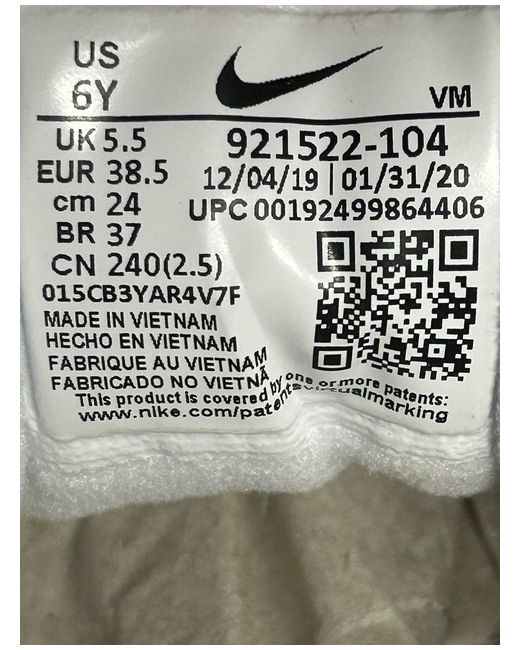 US
6Y
VM
UK 5.5
EUR 38.5
cm 24
BR 37
CN 240(2.5)
921522-104
12/04/19 | 01/31/20
UPC 00192499864406
015CB3YAR4V7F
MADE IN VIETNAM
HECHO EN VIETNAM
FABRIQUE AU VIETNAM
FABRICADO NO VIETNÃ
This product is covered by one or more patents:
www.nike.com/patents